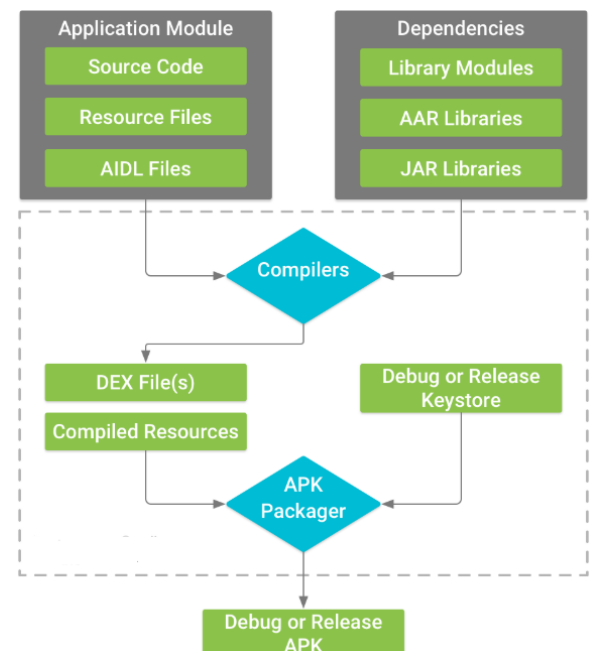 Application Module
Source Code
Resource Files
AIDL Files
Dependencies
Library Modules
AAR Libraries
JAR Libraries
Compilers
DEX File(s)
Compiled Resources
Debug or Release
Keystore
APK
Packager
Debug or Release
APK